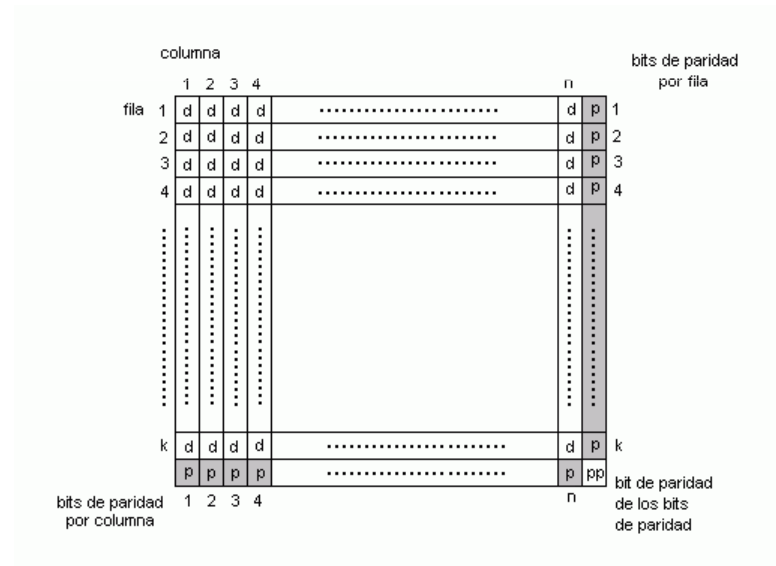 columna
bits de paridad
por fila
1 2 3 4 n
fila 1 d d d d ........................ d p 1
2 d d d d ........................ d p 2
3 d d d d ........................ d p 3
4 d d d d ........................ d p 4
k d d d d ........................ d p k
p p p p ........................ p pp
1 2 3 4 n
bits de paridad
por columna
bit de paridad
de los bits
de paridad